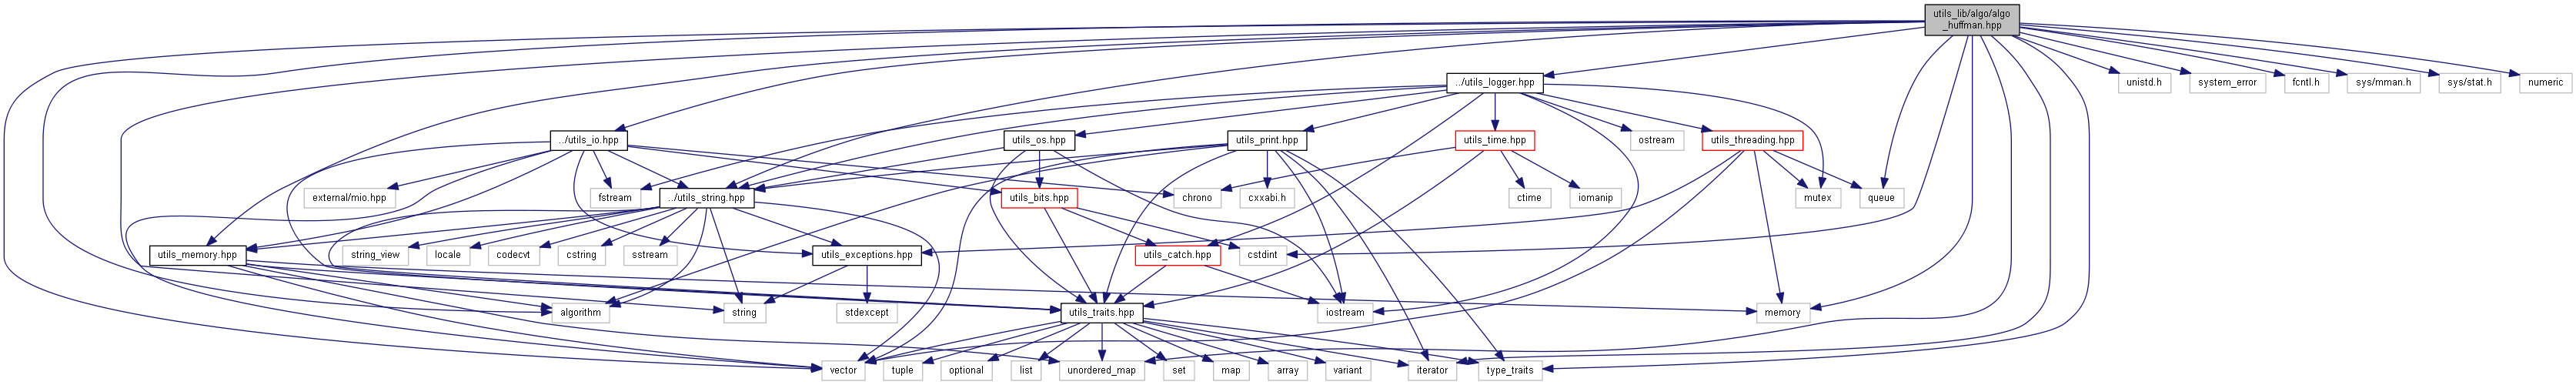 utils_lib/algo/algo
_huffman.hpp
../utils_logger.hpp
unistd.h
system_error
fcntl.h
sys/mman.h
sys/stat.h
numeric
../utils_io.hpp
utils_os.hpp
utils_print.hpp
utils_time.hpp
ostream
utils_threading.hpp
external/mio.hpp
fstream
../utils_string.hpp
utils_bits.hpp
chrono
cxxabi.h
ctime
iomanip
mutex
queue
utils_memory.hpp
string_view
locale
codecvt
cstring
sstream
utils_exceptions.hpp
utils_catch.hpp
cstdint
algorithm
string
stdexcept
utils_traits.hpp
iostream
memory
vector
tuple
optional
list
unordered_map
set
map
array
variant
iterator
type_traits